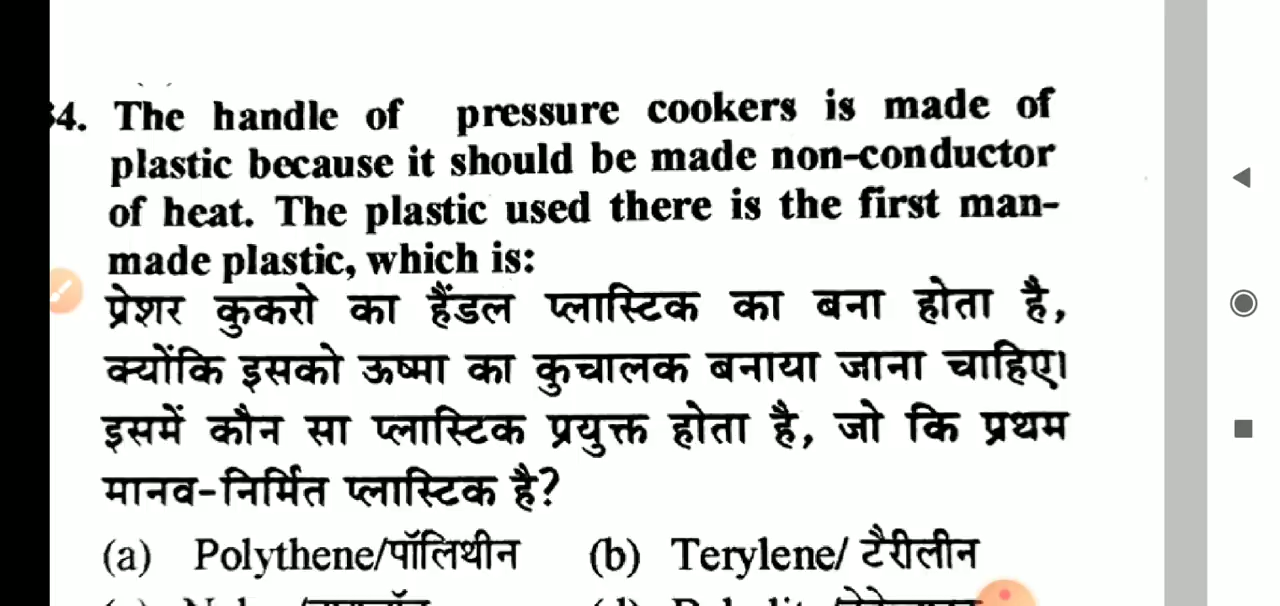 34. The handle of pressure cookers is made of
plastic because it should be made non-conductor
of heat. The plastic used there is the first man-
made plastic, which is:
प्रेशर कुकरो का हैंडल प्लास्टिक का बना होता है,
क्योंकि इसको ऊष्मा का कुचालक बनाया जाना चाहिए।
इसमें कौन सा प्लास्टिक प्रयुक्त होता है, जो कि प्रथम
मानव-निर्मित प्लास्टिक है?
(a) Polythene/पॉलिथीन (b) Terylene/ टैरीलीन